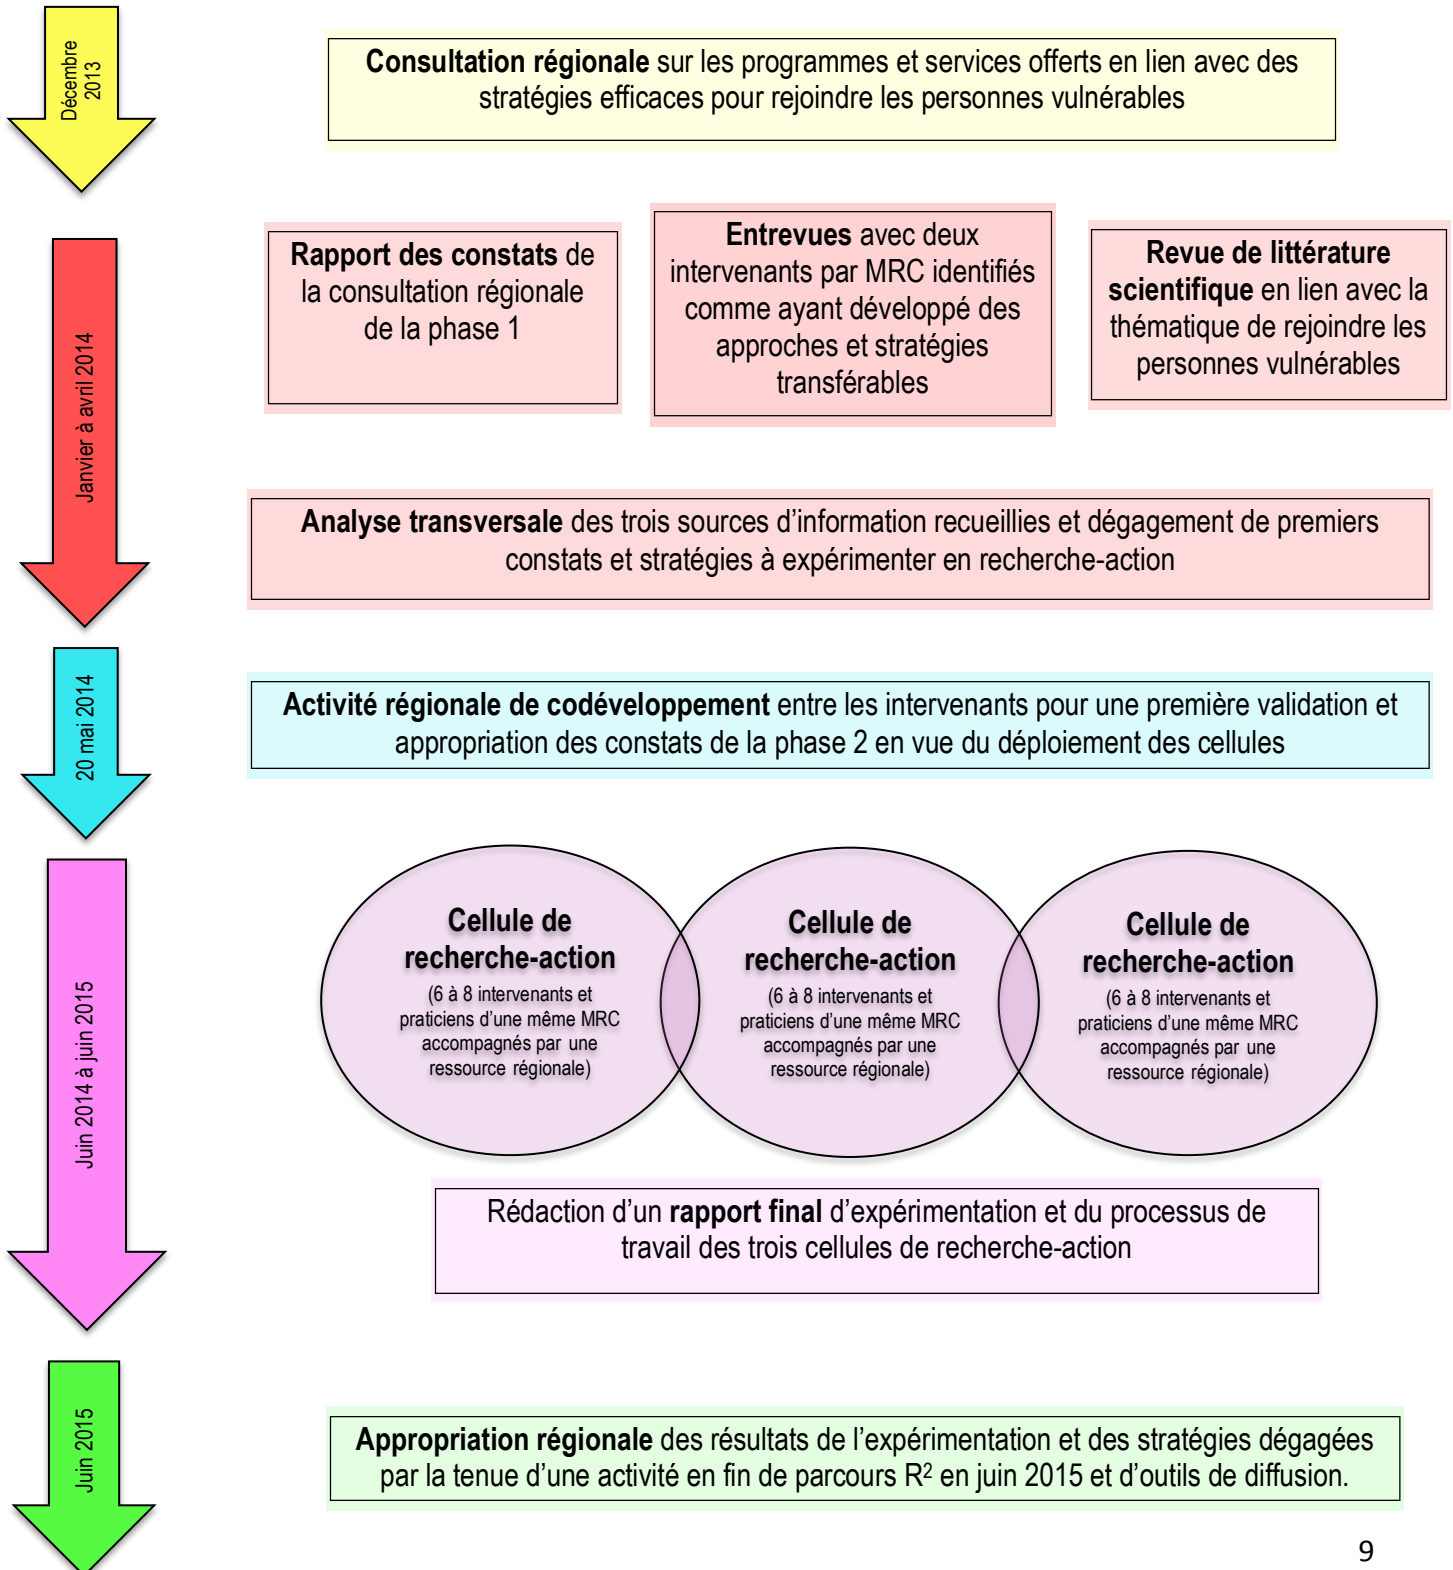 Décembre
2013
Consultation régionale sur les programmes et services offerts en lien avec des
stratégies efficaces pour rejoindre les personnes vulnérables
Janvier à avril 2014
Rapport des constats de
la consultation régionale
de la phase 1
Entrevues avec deux
intervenants par MRC identifiés
comme ayant développé des
approches et stratégies
transférables
Revue de littérature
scientifique en lien avec la
thématique de rejoindre les
personnes vulnérables
Analyse transversale des trois sources d’information recueillies et dégagement de premiers
constats et stratégies à expérimenter en recherche-action
20 mai 2014
Activité régionale de codéveloppement entre les intervenants pour une première validation et
appropriation des constats de la phase 2 en vue du déploiement des cellules
Juin 2014 à juin 2015
Cellule de
recherche-action
(6 à 8 intervenants et
praticiens d’une même MRC
accompagnés par une
ressource régionale)
Cellule de
recherche-action
(6 à 8 intervenants et
praticiens d’une même MRC
accompagnés par une
ressource régionale)
Cellule de
recherche-action
(6 à 8 intervenants et
praticiens d’une même MRC
accompagnés par une
ressource régionale)
Rédaction d’un rapport final d’expérimentation et du processus de
travail des trois cellules de recherche-action
Juin 2015
Appropriation régionale des résultats de l’expérimentation et des stratégies dégagées
par la tenue d’une activité en fin de parcours R² en juin 2015 et d’outils de diffusion.
9